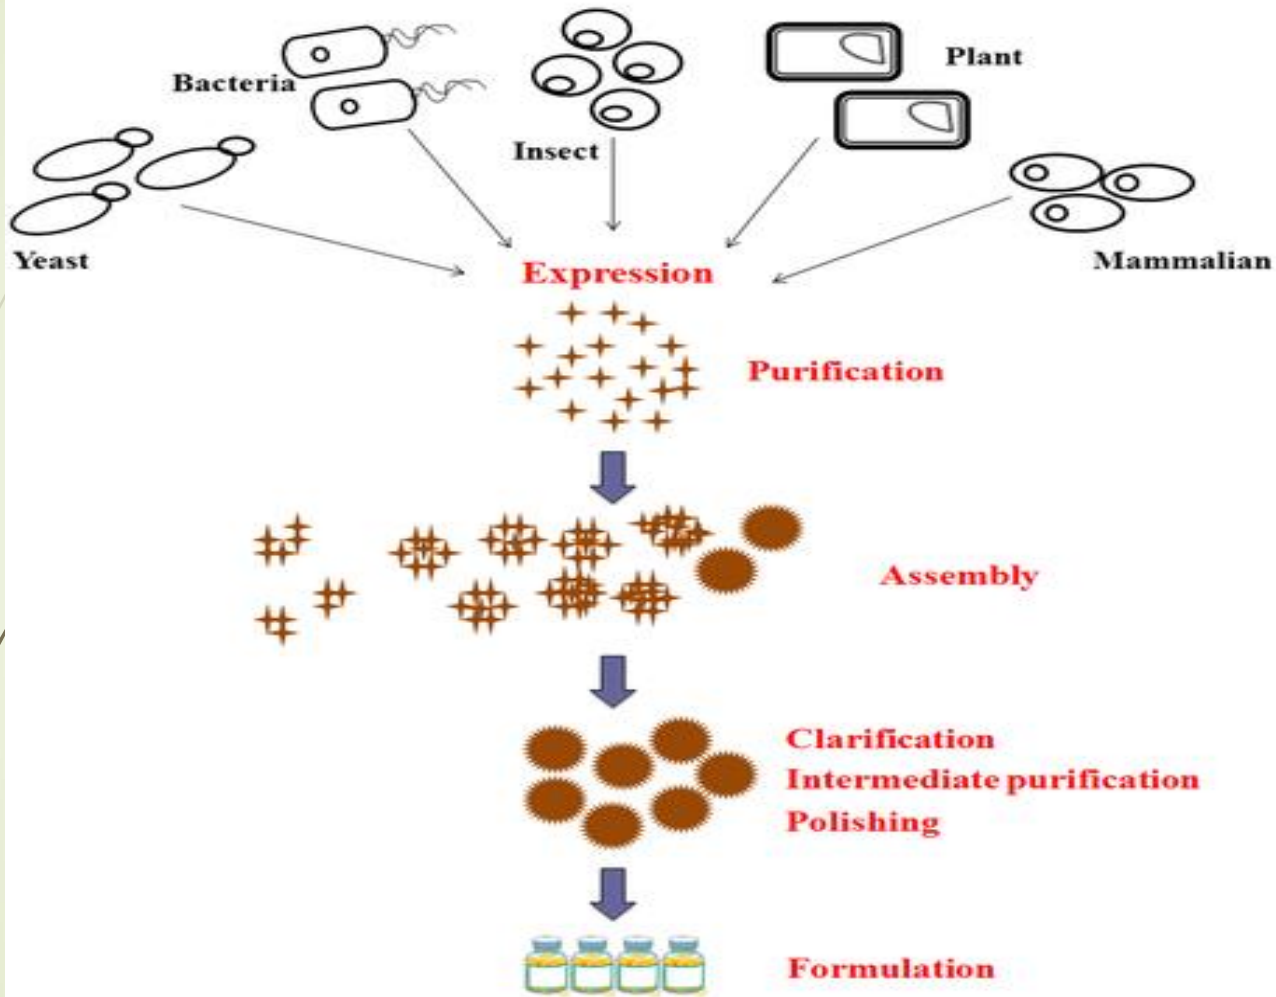 Bacteria
Insect
Plant
Yeast
Mammalian
Expression
Purification
Assembly
Clarification
Intermediate purification
Polishing
Formulation